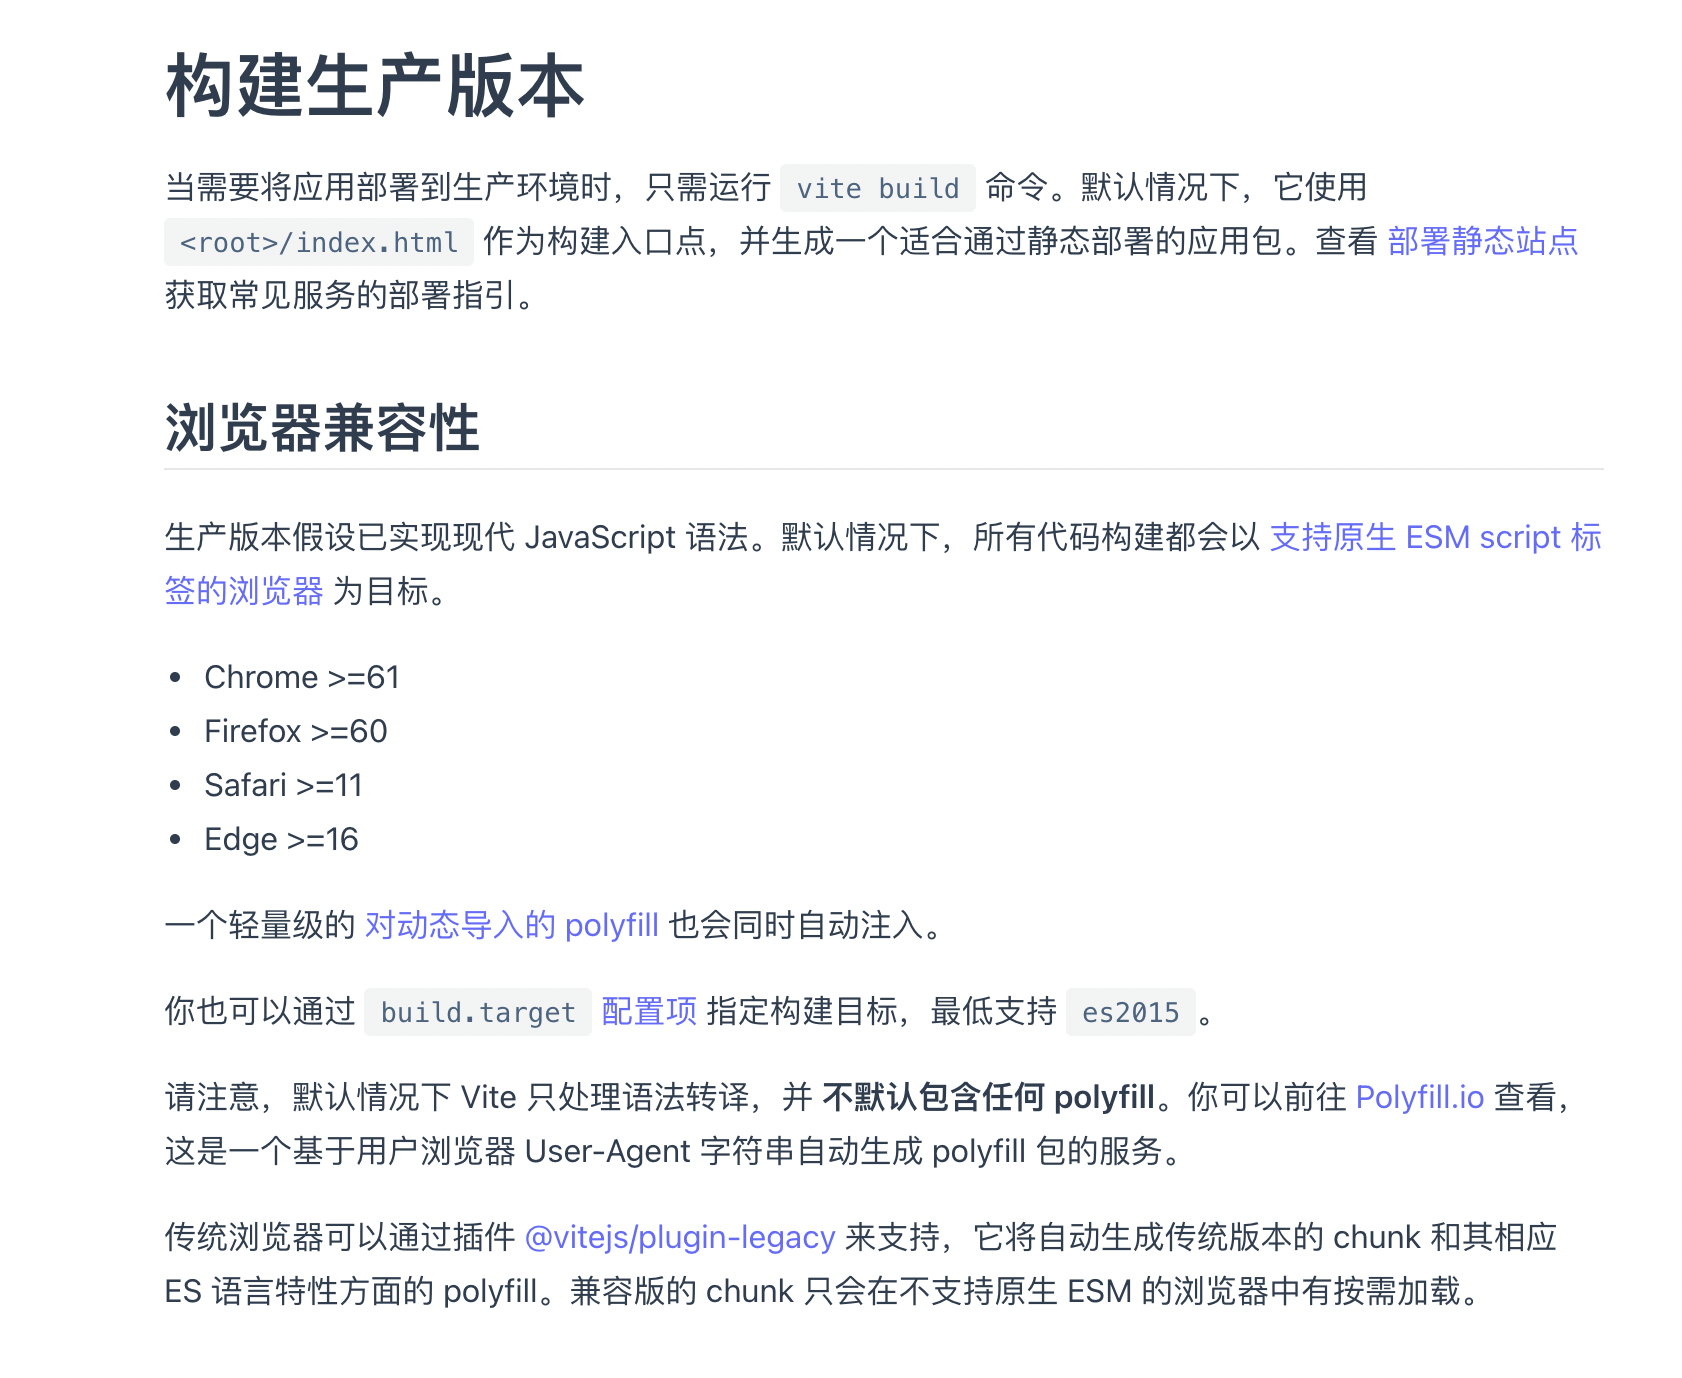 构建生产版本
当需要将应用部署到生产环境时，只需运行 vite build 命令。默认情况下，它使用
<root>/index.html 作为构建入口点，并生成一个适合通过静态部署的应用包。查看 部署静态站点
获取常见服务的部署指引。
浏览器兼容性
生产版本假设已实现现代 JavaScript 语法。默认情况下，所有代码构建都会以 支持原生 ESM script 标
签的浏览器 为目标。
• Chrome >=61
• Firefox >=60
• Safari >=11
• Edge >=16
一个轻量级的 对动态导入的 polyfill 也会同时自动注入。
你也可以通过 build.target 配置项 指定构建目标，最低支持 es2015 。
请注意，默认情况下 Vite 只处理语法转译，并 不默认包含任何 polyfill。你可以前往 Polyfill.io 查看，
这是一个基于用户浏览器 User-Agent 字符串自动生成 polyfill 包的服务。
传统浏览器可以通过插件 @vitejs/plugin-legacy 来支持，它将自动生成传统版本的 chunk 和其相应
ES 语言特性方面的 polyfill。兼容版的 chunk 只会在不支持原生 ESM 的浏览器中有按需加载。